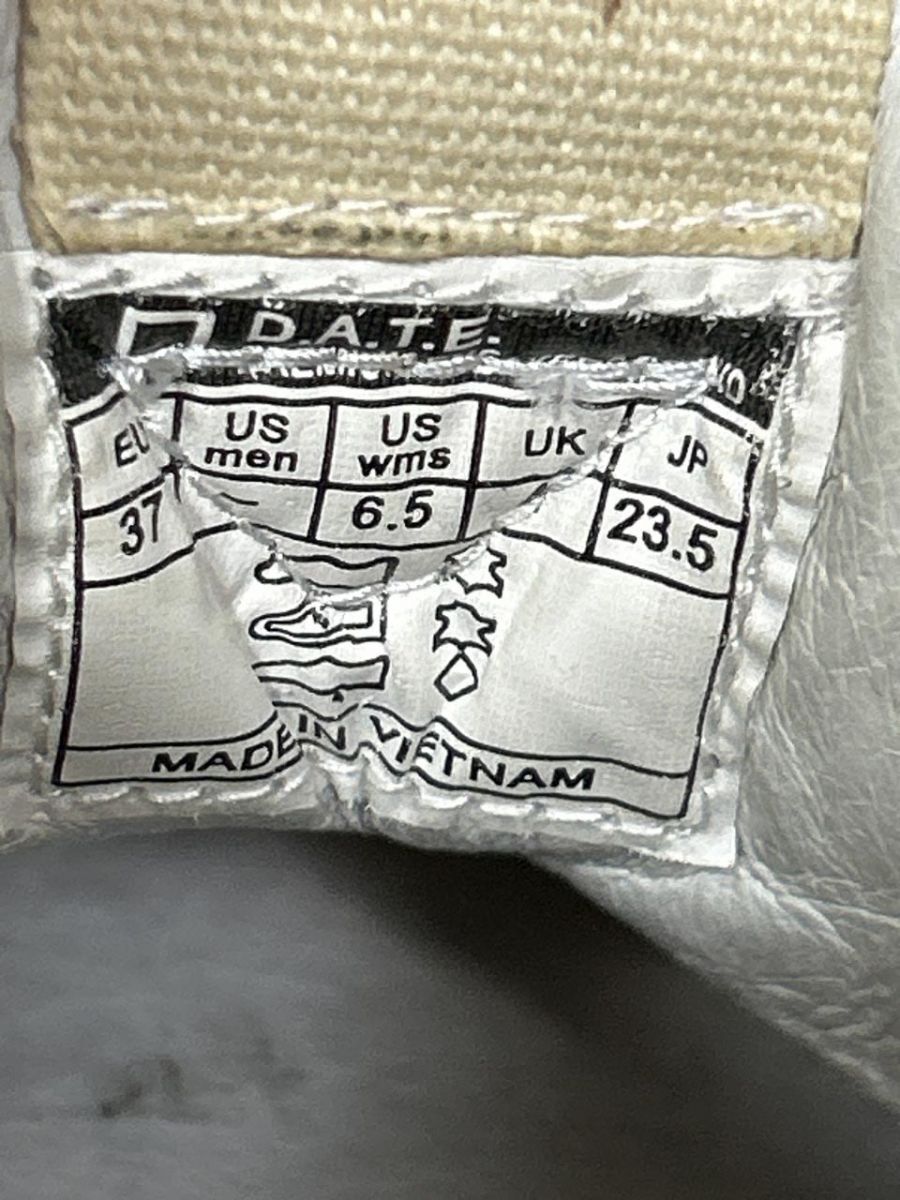 D.A.T.E.
EU US men US wms UK JP
37 - 6.5 23.5
MADE IN VIETNAM